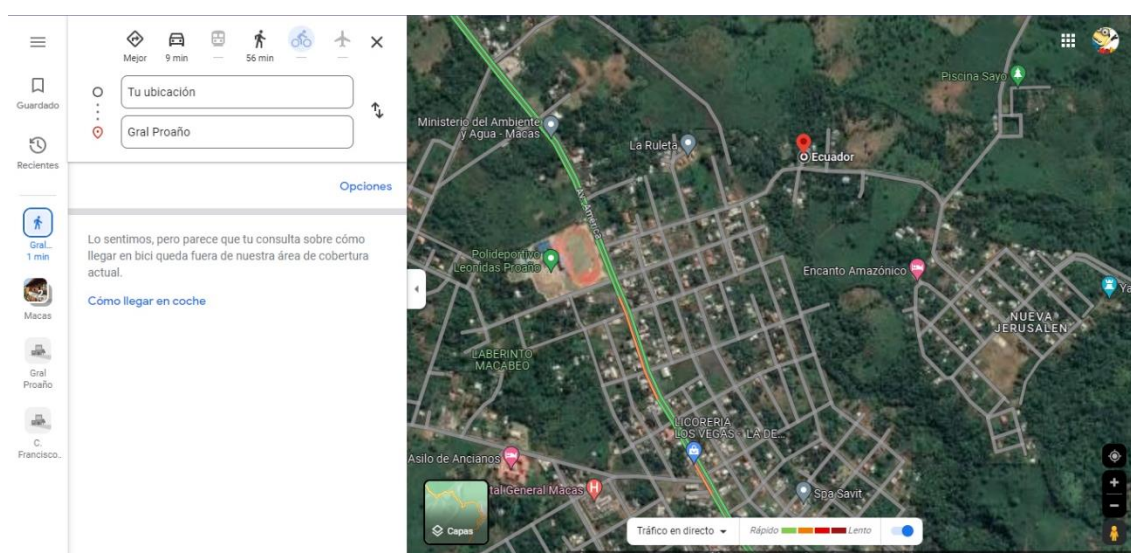 Mejor
9 min
—
56 min
—
—
Guardado
Tu ubicación
Gral Proaño
Recientes
Opciones
Gral...
1 min
Lo sentimos, pero parece que tu consulta sobre cómo
llegar en bici queda fuera de nuestra área de cobertura
actual.
Cómo llegar en coche
Macas
Gral
Proaño
C.
Francisco..
Piscina Sayo
Ministerio del Ambiente
y Agua - Macas
La Ruleta
Ecuador
Av. América
Polideportivo
Leonidas Proaño
Encanto Amazónico
Ya
NUEVA
JERUSALEN
LABERINTO
MACABEO
LICORERIA
LOS VEGAS - LA DE...
Asilo de Ancianos
tal General Macas
H
Spa Savit
Capas
Tráfico en directo
Rápido
Lento